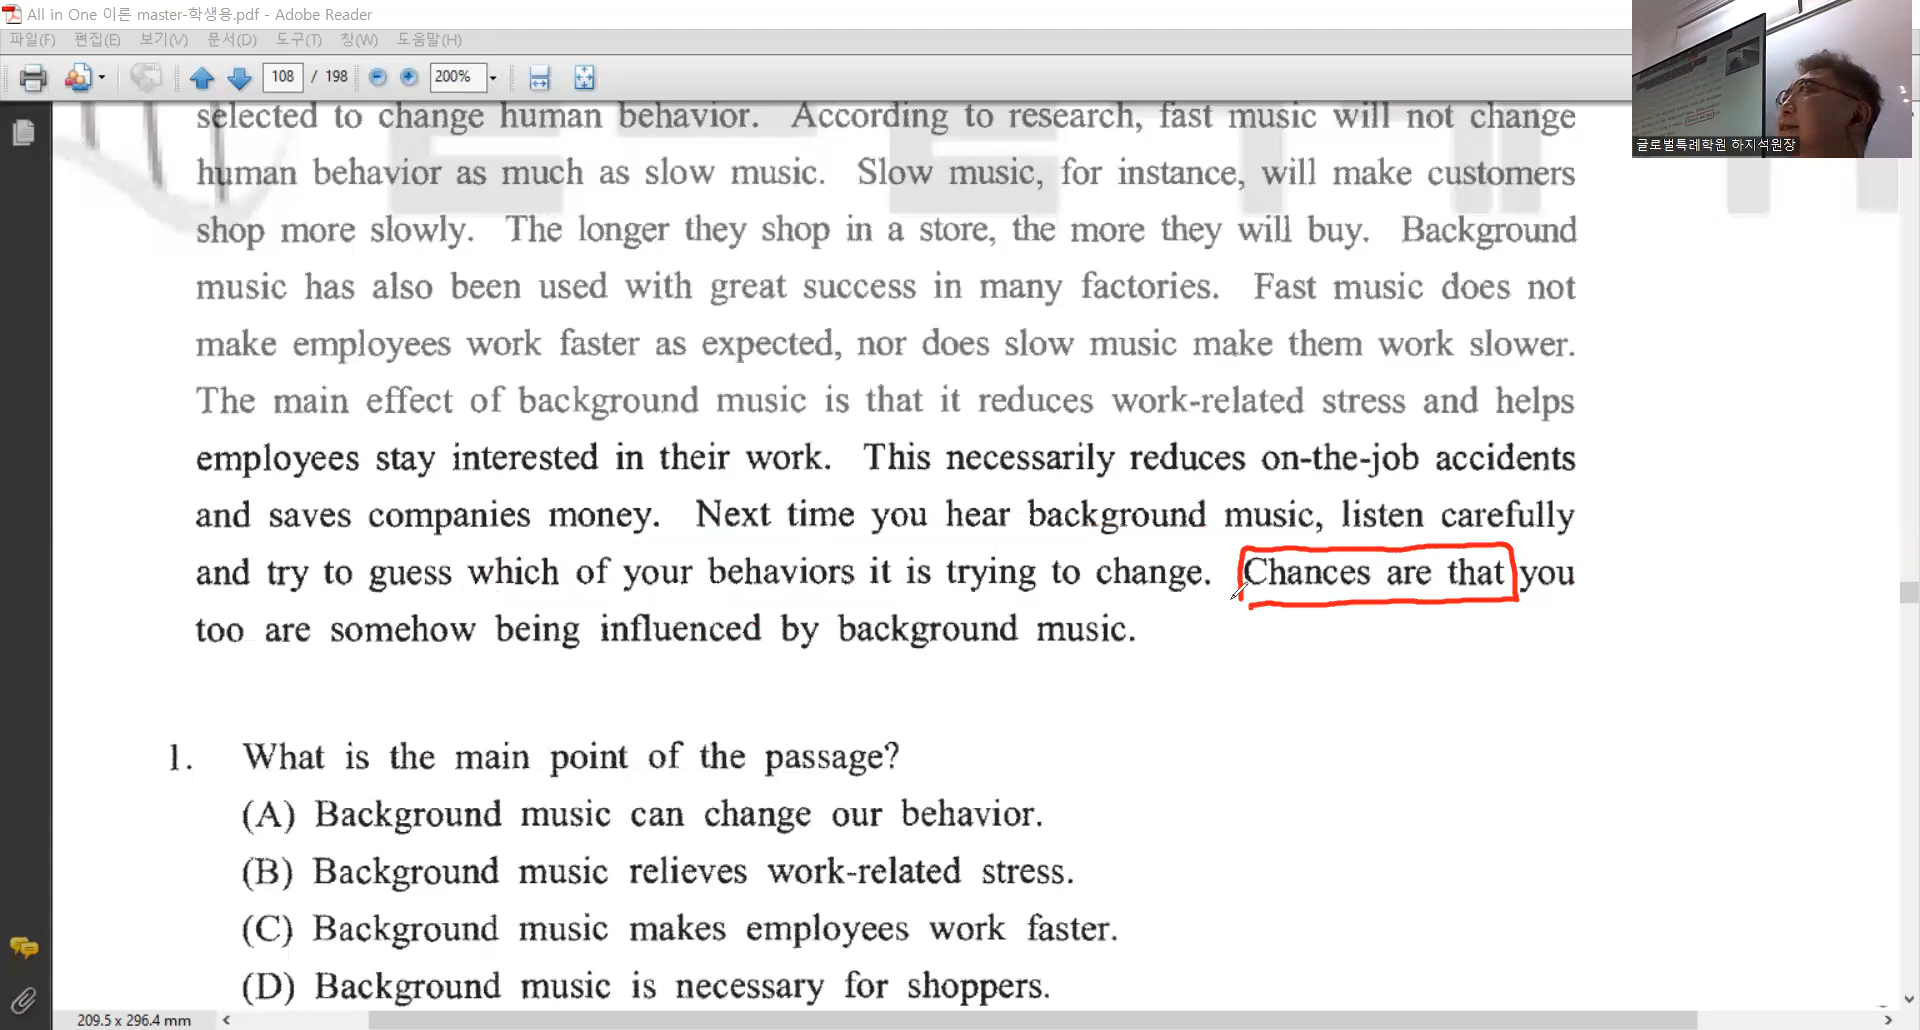 All in One 이론 master-학생용.pdf - Adobe Reader
파일(F) 편집(E) 보기(V) 문서(D) 도구(T) 창(W) 도움말(H)
108 / 198 200%
글로벌특례학원 하지석원장
selected to change human behavior. According to research, fast music will not change
human behavior as much as slow music. Slow music, for instance, will make customers
shop more slowly. The longer they shop in a store, the more they will buy. Background
music has also been used with great success in many factories. Fast music does not
make employees work faster as expected, nor does slow music make them work slower.
The main effect of background music is that it reduces work-related stress and helps
employees stay interested in their work. This necessarily reduces on-the-job accidents
and saves companies money. Next time you hear background music, listen carefully
and try to guess which of your behaviors it is trying to change. Chances are that you
too are somehow being influenced by background music.
1. What is the main point of the passage?
(A) Background music can change our behavior.
(B) Background music relieves work-related stress.
(C) Background music makes employees work faster.
(D) Background music is necessary for shoppers.
209.5 x 296.4 mm